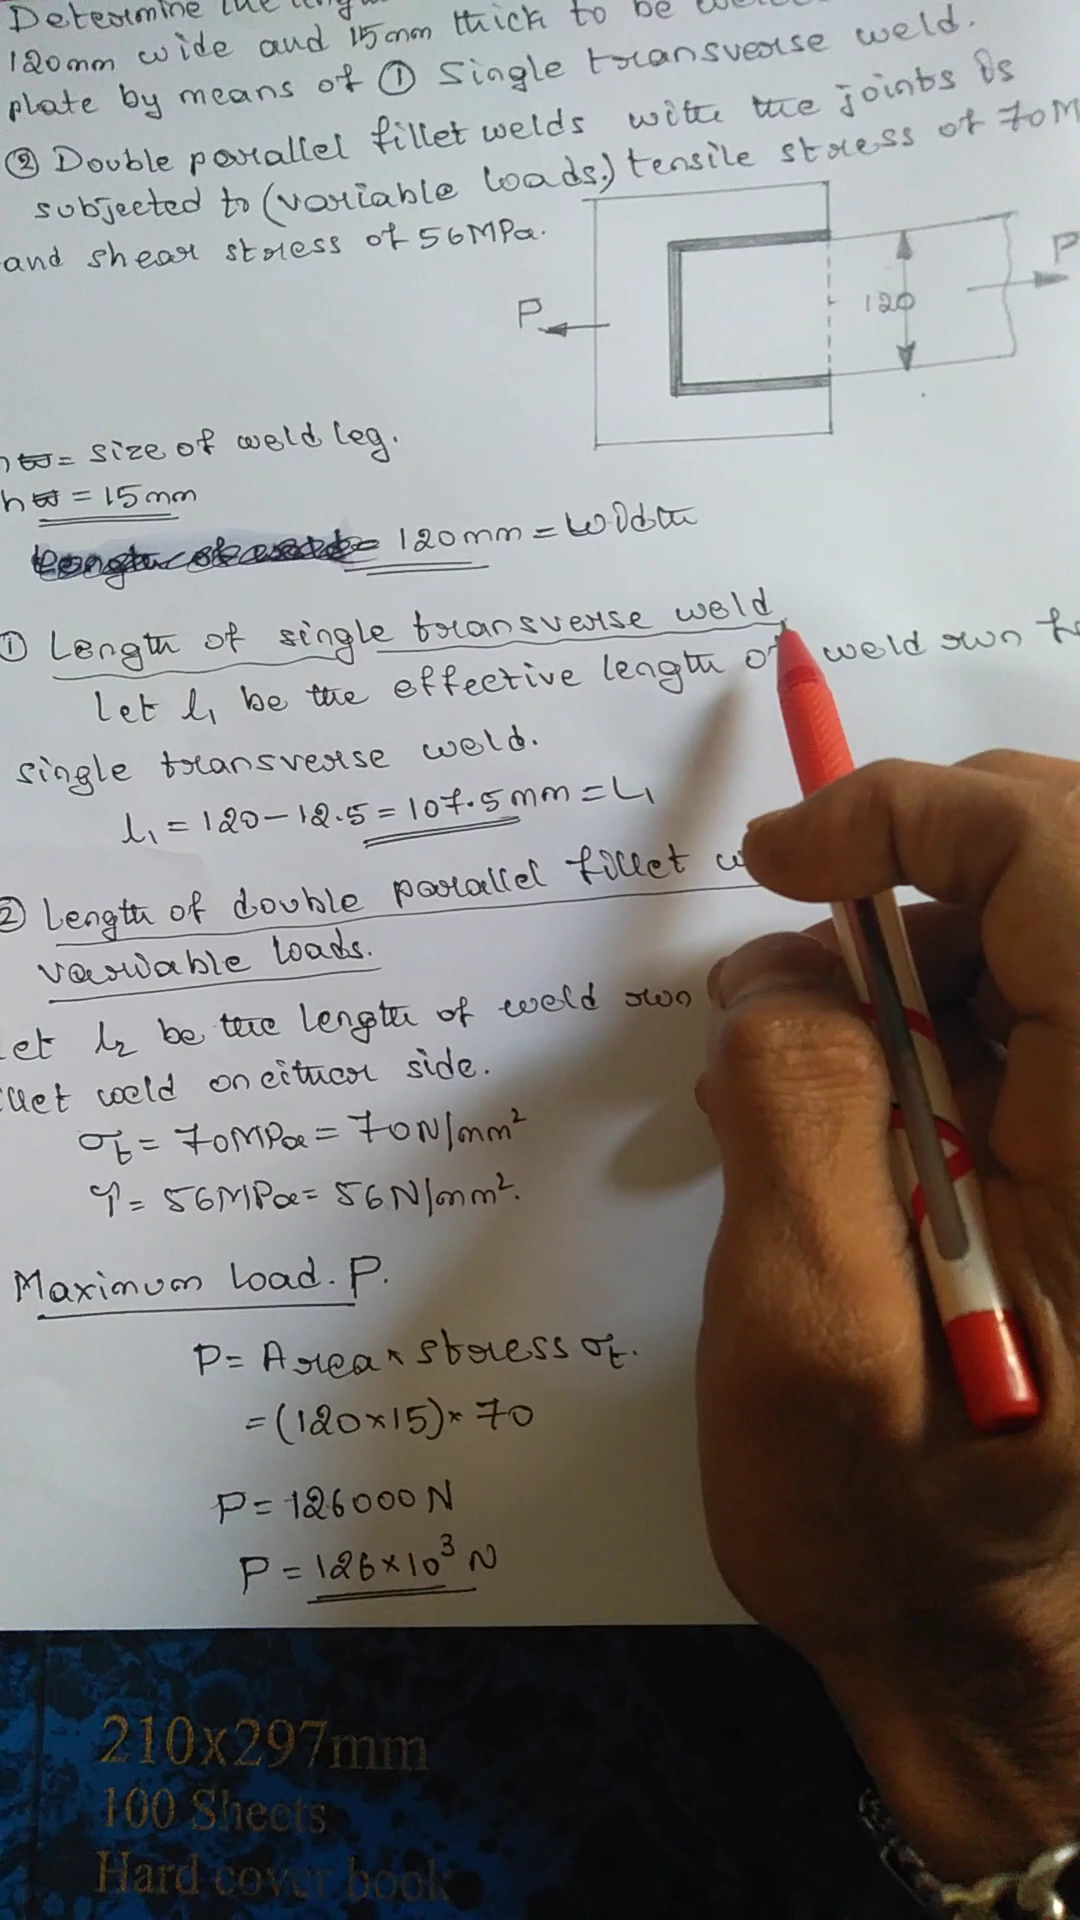 Determine the
120mm wide and 15mm thick to be
plate by means of ① Single transverse weld.
② Double parallel fillet welds with the joints is
subjected to (variable loads.) tensile stress of 70M
and shear stress of 56MPa.
P
120
P
= size of weld leg.
h = 15mm
120mm = Width
① Length of single transverse weld
Let l₁ be the effective length of weld run
single transverse weld.
l₁ = 120-12.5 = 107.5mm = L₁
② Length of double parallel fillet
variable loads.
et l₂ be the length of weld run
llet weld on either side.
σt = 70MPa = 70N/mm²
τ = 56MPa = 56N/mm².
Maximum Load. P.
P = Area × stress σt.
= (120×15) × 70
P = 126000 N
P = 126×10³ N
210x297mm
100 Sheets
Hard cover book